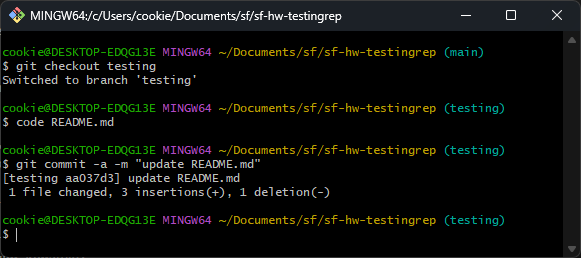 MINGW64:/c/Users/cookie/Documents/sf/sf-hw-testingrep
cookie@DESKTOP-EDQG13E MINGW64 ~/Documents/sf/sf-hw-testingrep (main)
$ git checkout testing
Switched to branch 'testing'
cookie@DESKTOP-EDQG13E MINGW64 ~/Documents/sf/sf-hw-testingrep (testing)
$ code README.md
cookie@DESKTOP-EDQG13E MINGW64 ~/Documents/sf/sf-hw-testingrep (testing)
$ git commit -a -m "update README.md"
[testing aa037d3] update README.md
 1 file changed, 3 insertions(+), 1 deletion(-)
cookie@DESKTOP-EDQG13E MINGW64 ~/Documents/sf/sf-hw-testingrep (testing)
$